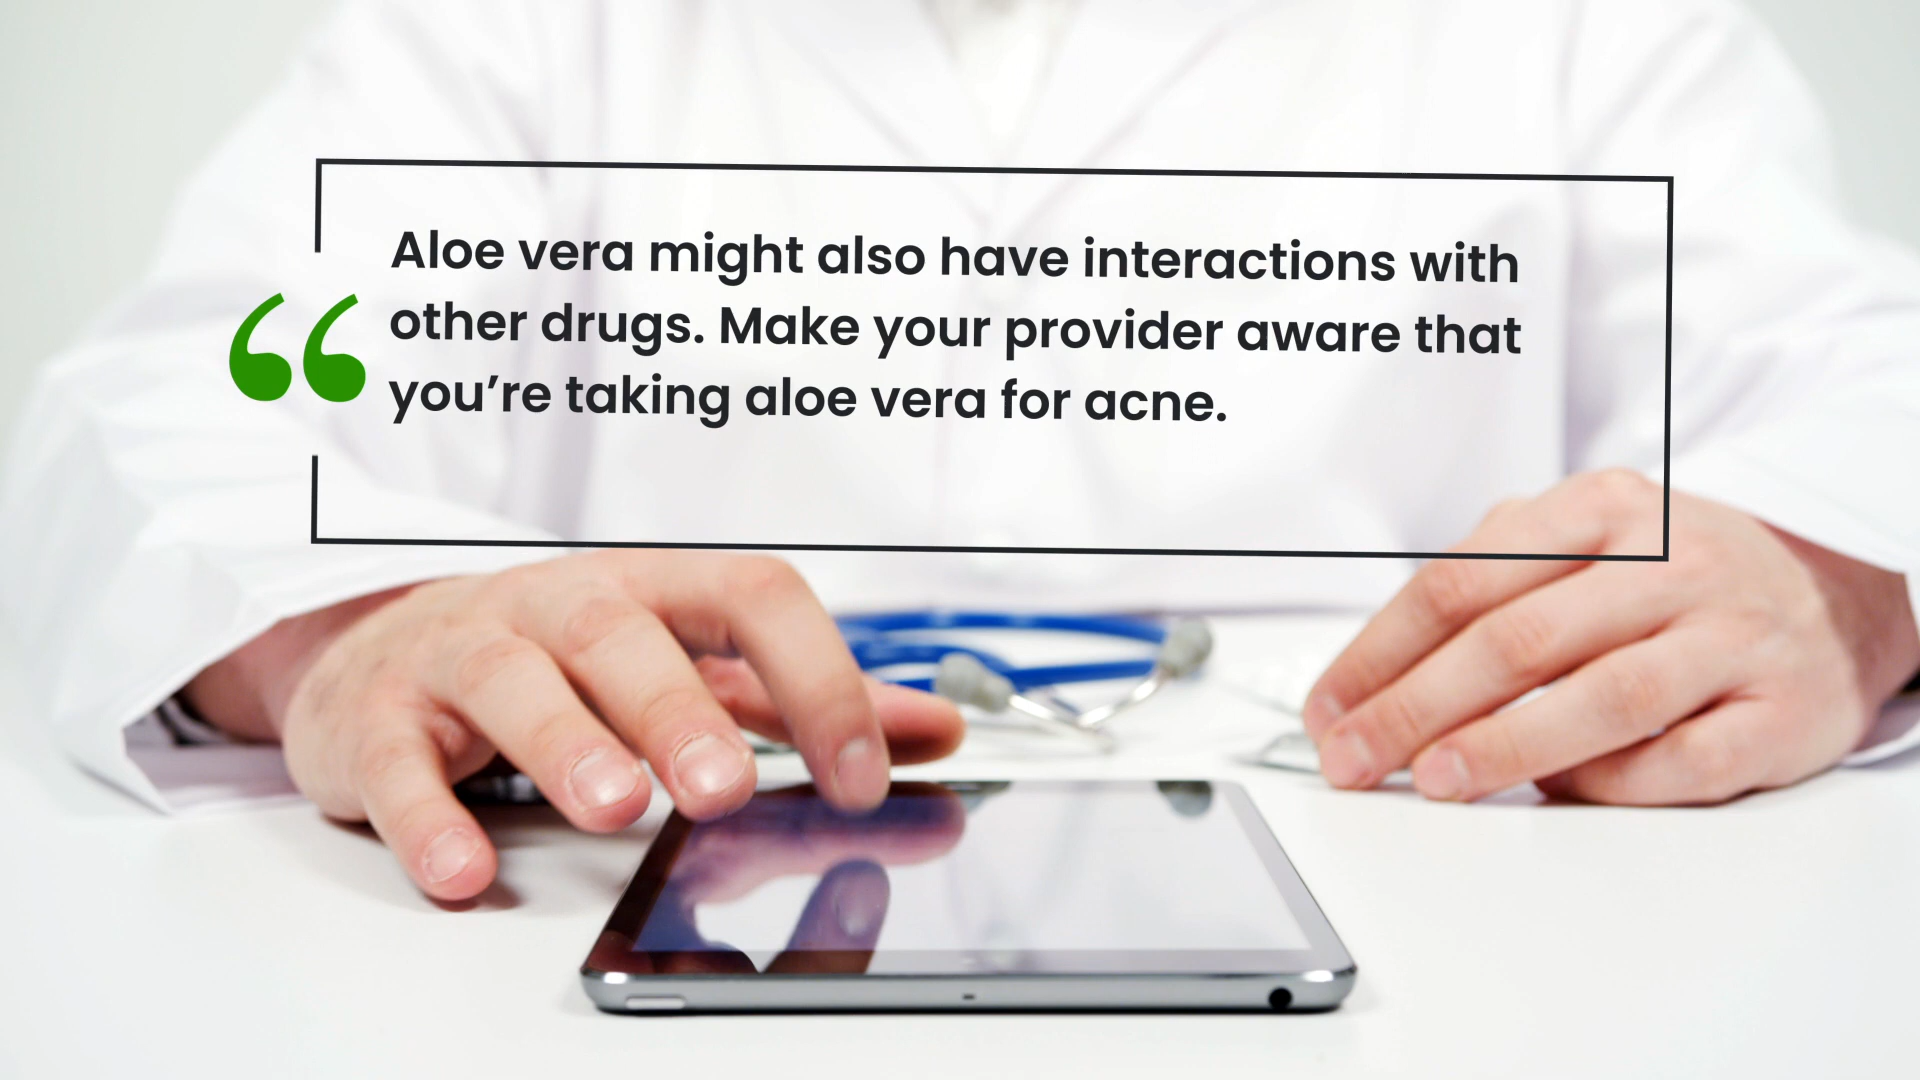 Aloe vera might also have interactions with
other drugs. Make your provider aware that
you’re taking aloe vera for acne.